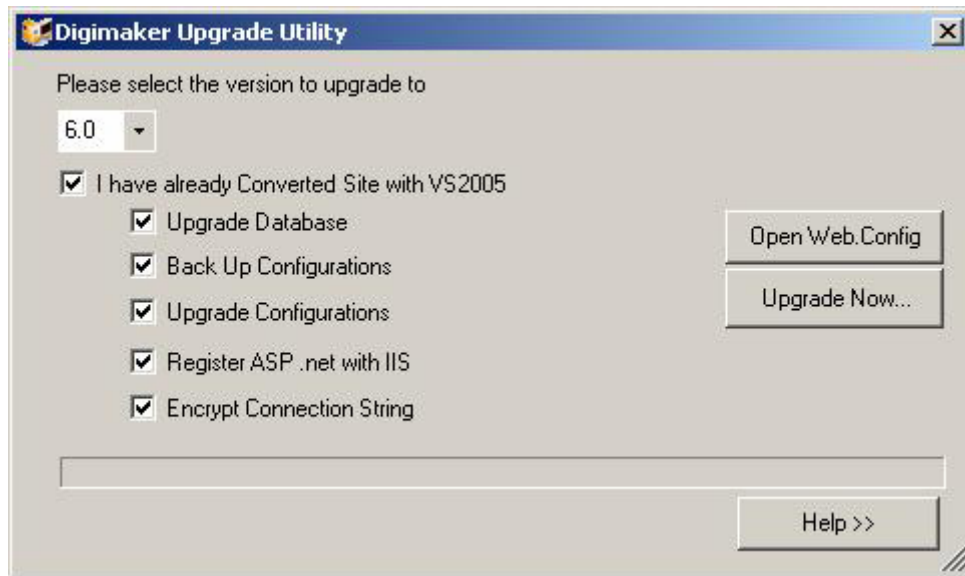 Digimaker Upgrade Utility
Please select the version to upgrade to
6.0
I have already Converted Site with VS2005
Upgrade Database
Back Up Configurations
Upgrade Configurations
Register ASP .net with IIS
Encrypt Connection String
Open Web.Config
Upgrade Now...
Help >>